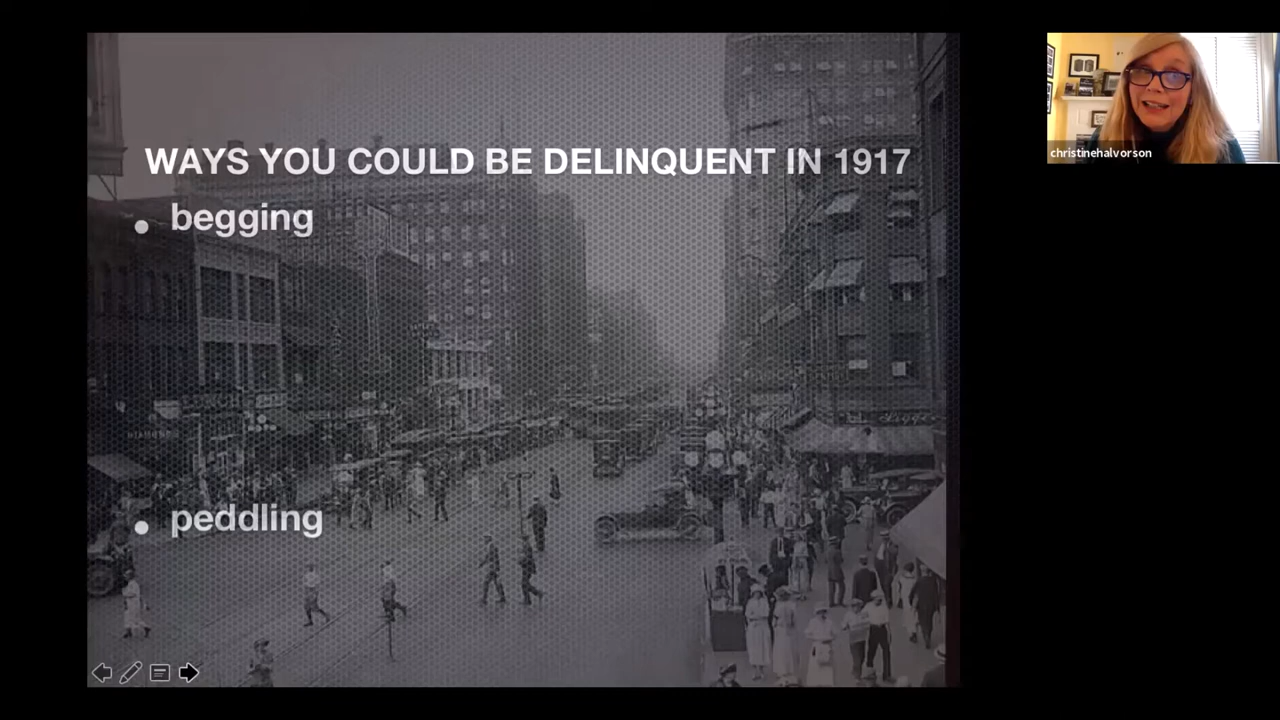 WAYS YOU COULD BE DELINQUENT IN 1917
• begging
• peddling
christinehalvorson